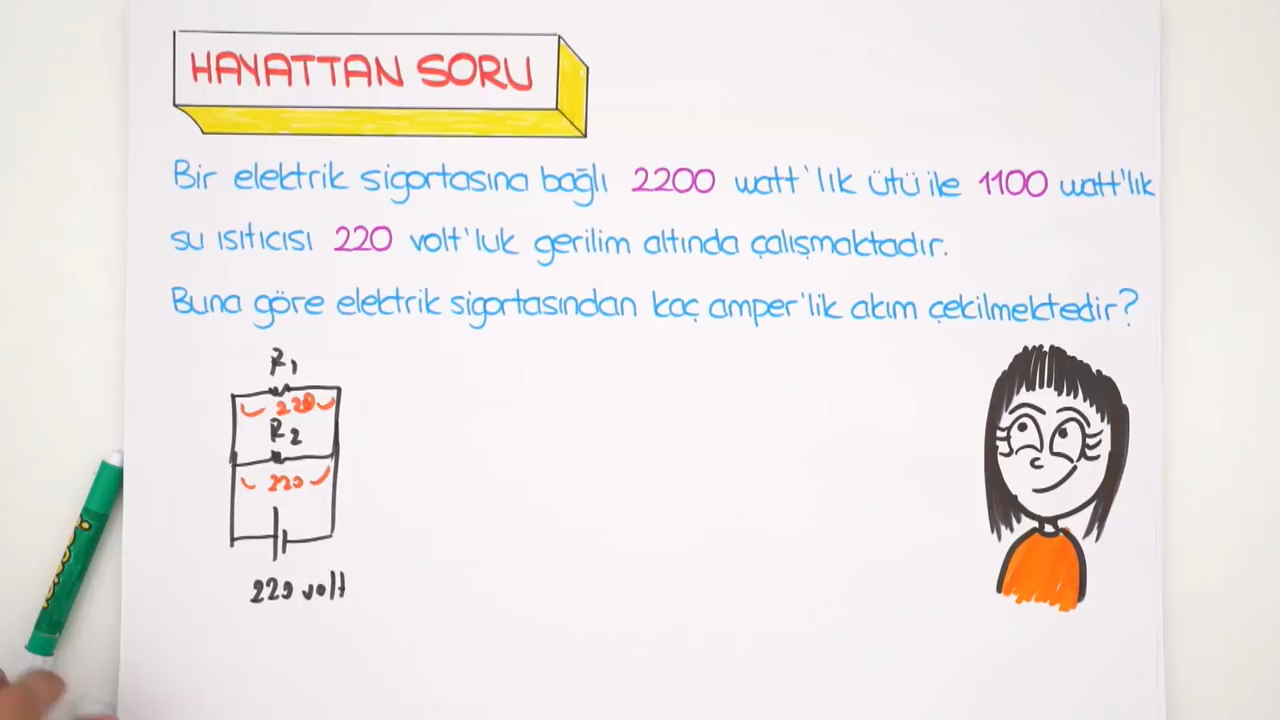 HAYATTAN SORU
Bir elektrik sigortasına bağlı 2200 watt'lık ütü ile 1100 watt'lık
su ısıtıcısı 220 volt'luk gerilim altında çalışmaktadır.
Buna göre elektrik sigortasından kaç amper'lik akım çekilmektedir?
R1
220
R2
220
220 volt